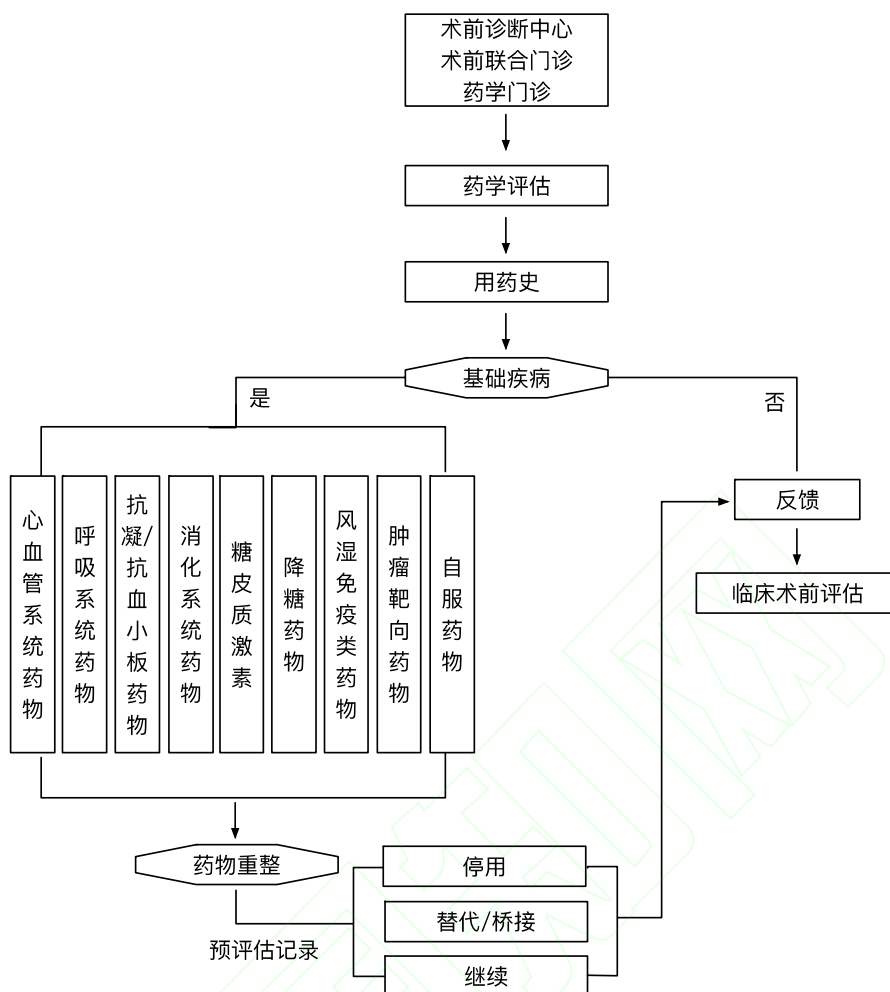 术前诊断中心
术前联合门诊
药学门诊
药学评估
用药史
基础疾病
是
否
心血管系统药物
呼吸系统药物
抗凝/抗血小板药物
消化系统药物
糖皮质激素
降糖药物
风湿免疫类药物
肿瘤靶向药物
自服药物
反馈
临床术前评估
药物重整
预评估记录
停用
替代/桥接
继续